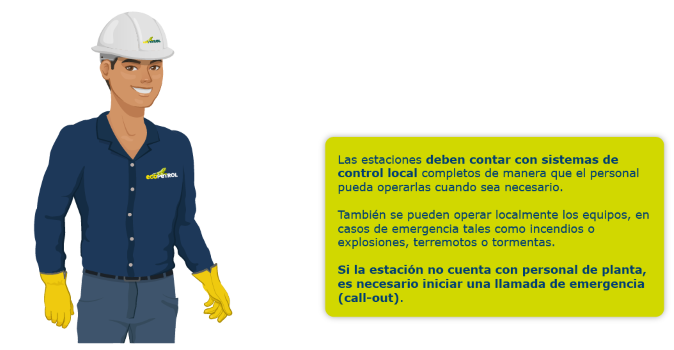 ecopetrol
Las estaciones deben contar con sistemas de
control local completos de manera que el personal
pueda operarlas cuando sea necesario.
También se pueden operar localmente los equipos, en
casos de emergencia tales como incendios o
explosiones, terremotos o tormentas.
Si la estación no cuenta con personal de planta,
es necesario iniciar una llamada de emergencia
(call-out).